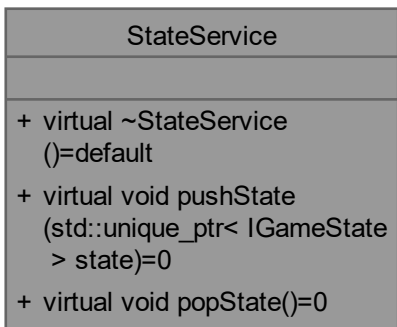 StateService
+ virtual ~StateService
()=default
+ virtual void pushState
(std::unique_ptr< IGameState
> state)=0
+ virtual void popState()=0